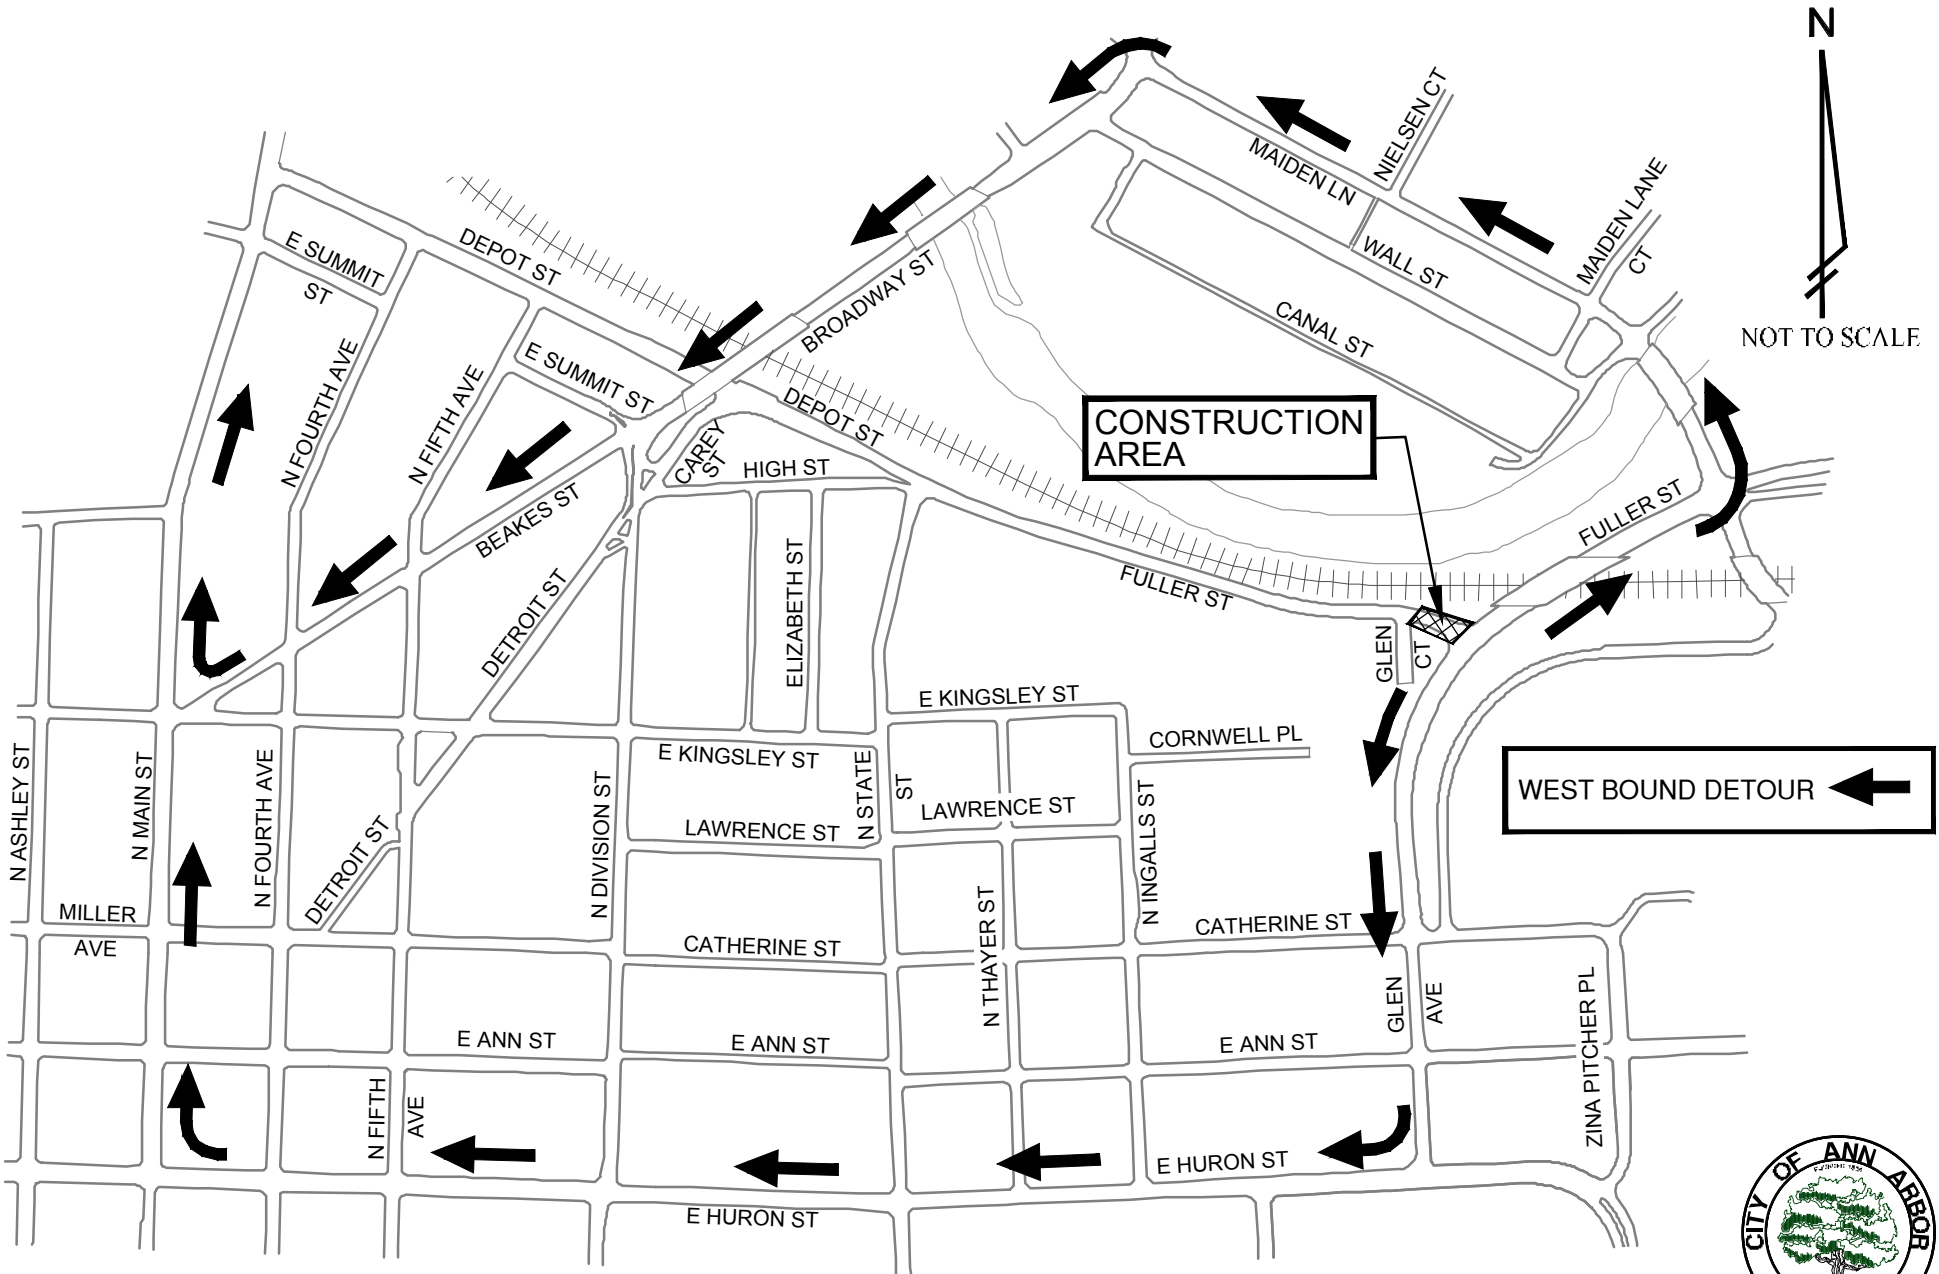 N
NOT TO SCALE
NIELSEN CT
MAIDEN LN
MAIDEN LANE
CT
WALL ST
CANAL ST
E SUMMIT
ST
DEPOT ST
BROADWAY ST
N FOURTH AVE
N FIFTH AVE
E SUMMIT ST
CAREY
ST
DEPOT ST
HIGH ST
CONSTRUCTION
AREA
FULLER ST
BEAKES ST
DETROIT ST
ELIZABETH ST
FULLER ST
GLEN
CT
E KINGSLEY ST
CORNWELL PL
E KINGSLEY ST
N ASHLEY ST
N MAIN ST
N FOURTH AVE
DETROIT ST
N DIVISION ST
N STATE
ST
LAWRENCE ST
LAWRENCE ST
N INGALLS ST
WEST BOUND DETOUR
MILLER
AVE
CATHERINE ST
N THAYER ST
CATHERINE ST
GLEN
AVE
ZINA PITCHER PL
E ANN ST
E ANN ST
E ANN ST
N FIFTH
AVE
E HURON ST
E HURON ST
CITY OF ANN ARBOR